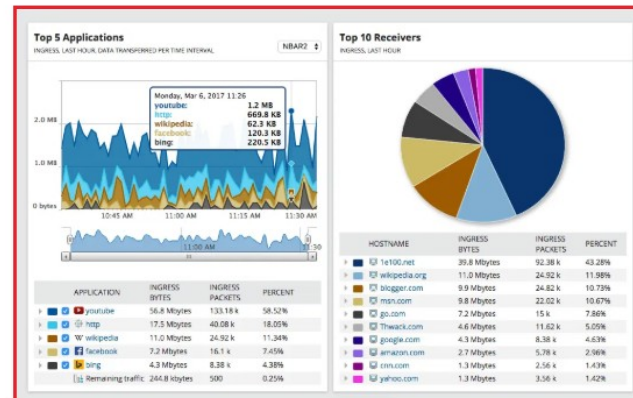 Top 5 Applications
INGRESS, LAST HOUR, DATA TRANSFERRED PER TIME INTERVAL
NBAR2
Monday, Mar 6, 2017 11:26
youtube: 1.2 MB
http: 669.8 KB
wikipedia: 62.3 KB
facebook: 120.3 KB
bing: 220.5 KB
2.0 MB
1.0 MB
0 bytes
10:45 AM 11:00 AM 11:15 AM 11:30 AM
11:00 AM 11:30
APPLICATION INGRESS BYTES INGRESS PACKETS PERCENT
youtube 56.8 Mbytes 133.18 k 58.52%
http 17.5 Mbytes 40.08 k 18.05%
W wikipedia 11.0 Mbytes 24.92 k 11.34%
facebook 7.2 Mbytes 16.1 k 7.45%
bing 4.3 Mbytes 8.38 k 4.38%
Remaining traffic 244.8 kbytes 500 0.25%
Top 10 Receivers
INGRESS, LAST HOUR
HOSTNAME INGRESS BYTES INGRESS PACKETS PERCENT
1e100.net 39.8 Mbytes 92.38 k 43.28%
wikipedia.org 11.0 Mbytes 24.92 k 11.98%
blogger.com 9.9 Mbytes 24.82 k 10.73%
msn.com 9.8 Mbytes 22.02 k 10.67%
go.com 7.2 Mbytes 15 k 7.86%
Thwack.com 4.6 Mbytes 11.62 k 5.05%
google.com 4.3 Mbytes 8.38 k 4.63%
amazon.com 2.7 Mbytes 5.78 k 2.96%
cnn.com 1.3 Mbytes 2.56 k 1.43%
yahoo.com 1.3 Mbytes 3.56 k 1.42%